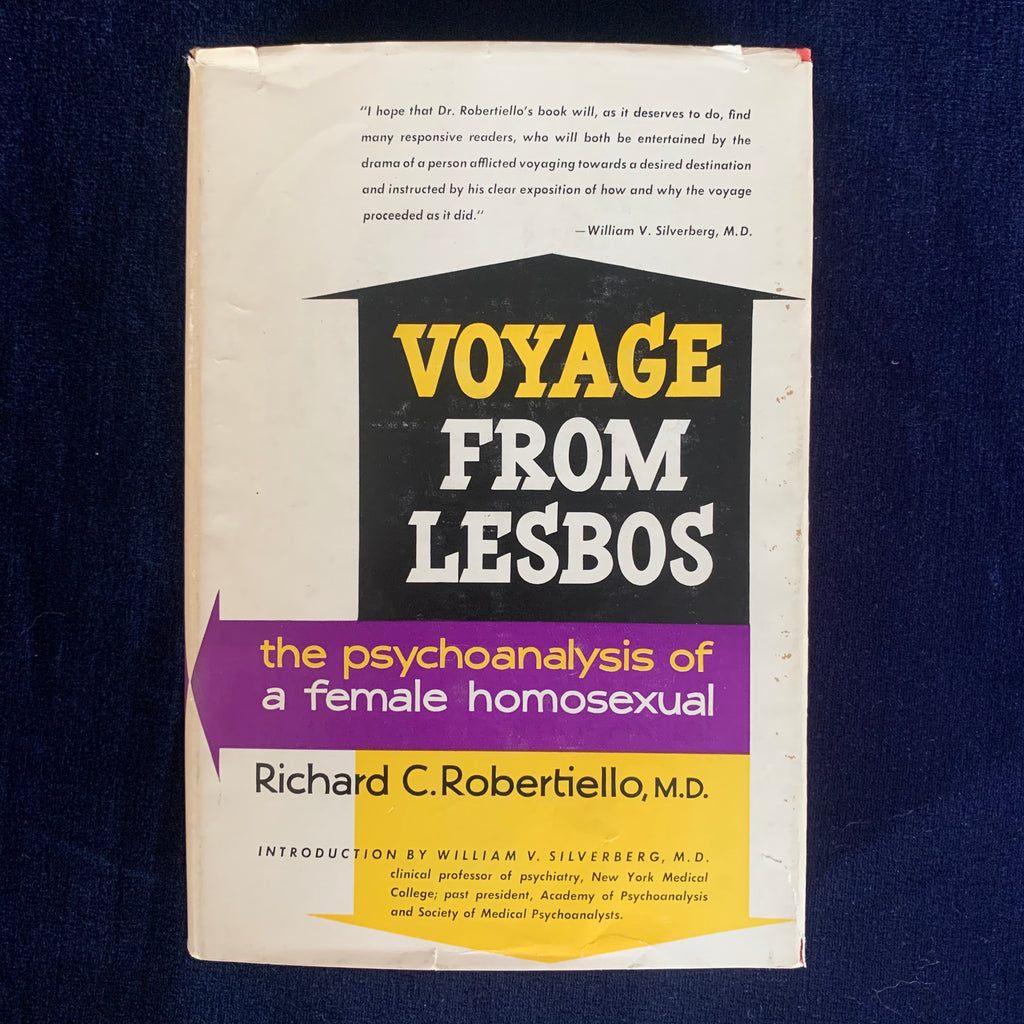 "I hope that Dr. Robertiello's book will, as it deserves to do, find
many responsive readers, who will both be entertained by the
drama of a person afflicted voyaging towards a desired destination
and instructed by his clear exposition of how and why the voyage
proceeded as it did."
—William V. Silverberg, M.D.
VOYAGE
FROM
LESBOS
the psychoanalysis of
a female homosexual
Richard C. Robertiello, M.D.
INTRODUCTION BY WILLIAM V. SILVERBERG, M.D.
clinical professor of psychiatry, New York Medical
College; past president, Academy of Psychoanalysis
and Society of Medical Psychoanalysts.